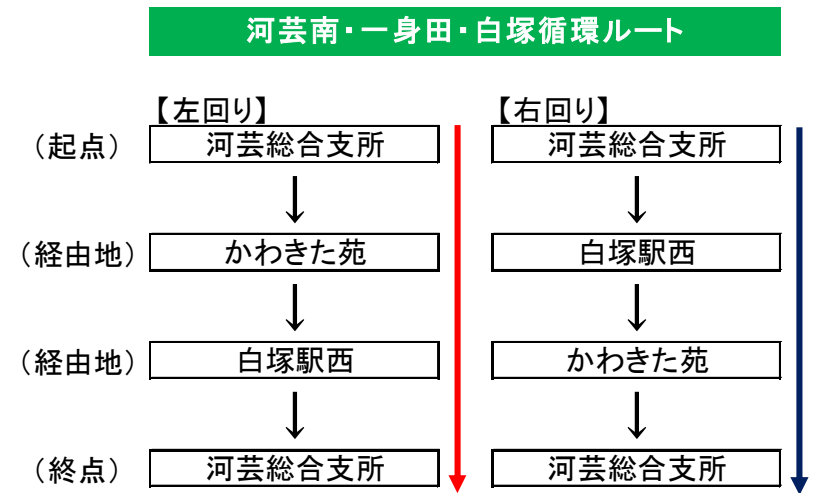 河芸南・一身田・白塚循環ルート
【左回り】 【右回り】
（起点） 河芸総合支所 河芸総合支所
↓ ↓
（経由地） かわきた苑 白塚駅西
↓ ↓
（経由地） 白塚駅西 かわきた苑
↓ ↓
（終点） 河芸総合支所 河芸総合支所